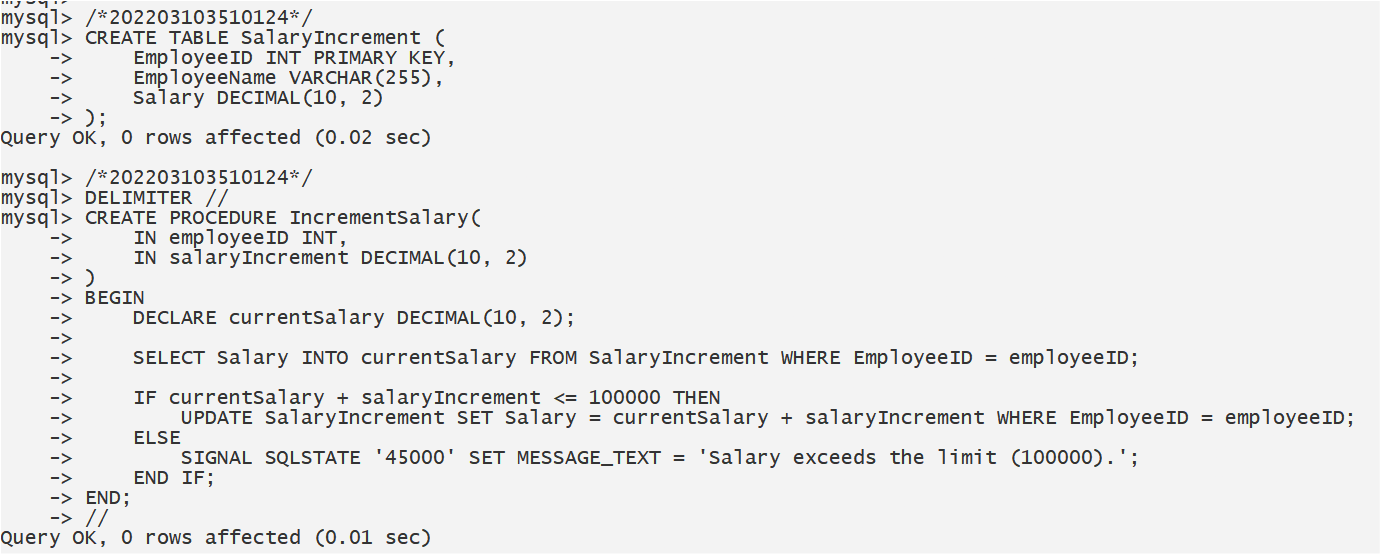 mysql>
mysql> /*202203103510124*/
mysql> CREATE TABLE SalaryIncrement (
    ->     EmployeeID INT PRIMARY KEY,
    ->     EmployeeName VARCHAR(255),
    ->     Salary DECIMAL(10, 2)
    -> );
Query OK, 0 rows affected (0.02 sec)

mysql> /*202203103510124*/
mysql> DELIMITER //
mysql> CREATE PROCEDURE IncrementSalary(
    ->     IN employeeID INT,
    ->     IN salaryIncrement DECIMAL(10, 2)
    -> )
    -> BEGIN
    ->     DECLARE currentSalary DECIMAL(10, 2);
    ->
    ->     SELECT Salary INTO currentSalary FROM SalaryIncrement WHERE EmployeeID = employeeID;
    ->
    ->     IF currentSalary + salaryIncrement <= 100000 THEN
    ->         UPDATE SalaryIncrement SET Salary = currentSalary + salaryIncrement WHERE EmployeeID = employeeID;
    ->     ELSE
    ->         SIGNAL SQLSTATE '45000' SET MESSAGE_TEXT = 'Salary exceeds the limit (100000).';
    ->     END IF;
    -> END;
    -> //
Query OK, 0 rows affected (0.01 sec)